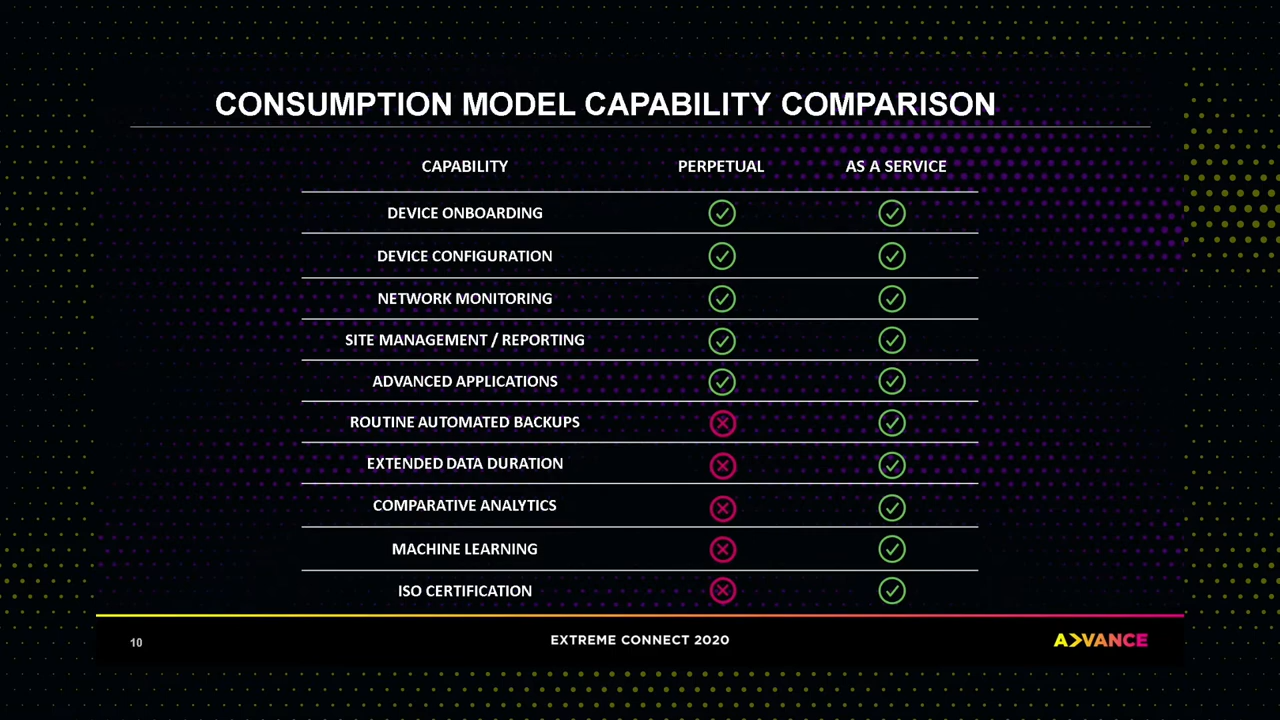 CONSUMPTION MODEL CAPABILITY COMPARISON
CAPABILITY PERPETUAL AS A SERVICE
DEVICE ONBOARDING
DEVICE CONFIGURATION
NETWORK MONITORING
SITE MANAGEMENT / REPORTING
ADVANCED APPLICATIONS
ROUTINE AUTOMATED BACKUPS
EXTENDED DATA DURATION
COMPARATIVE ANALYTICS
MACHINE LEARNING
ISO CERTIFICATION
10 EXTREME CONNECT 2020 ADVANCE